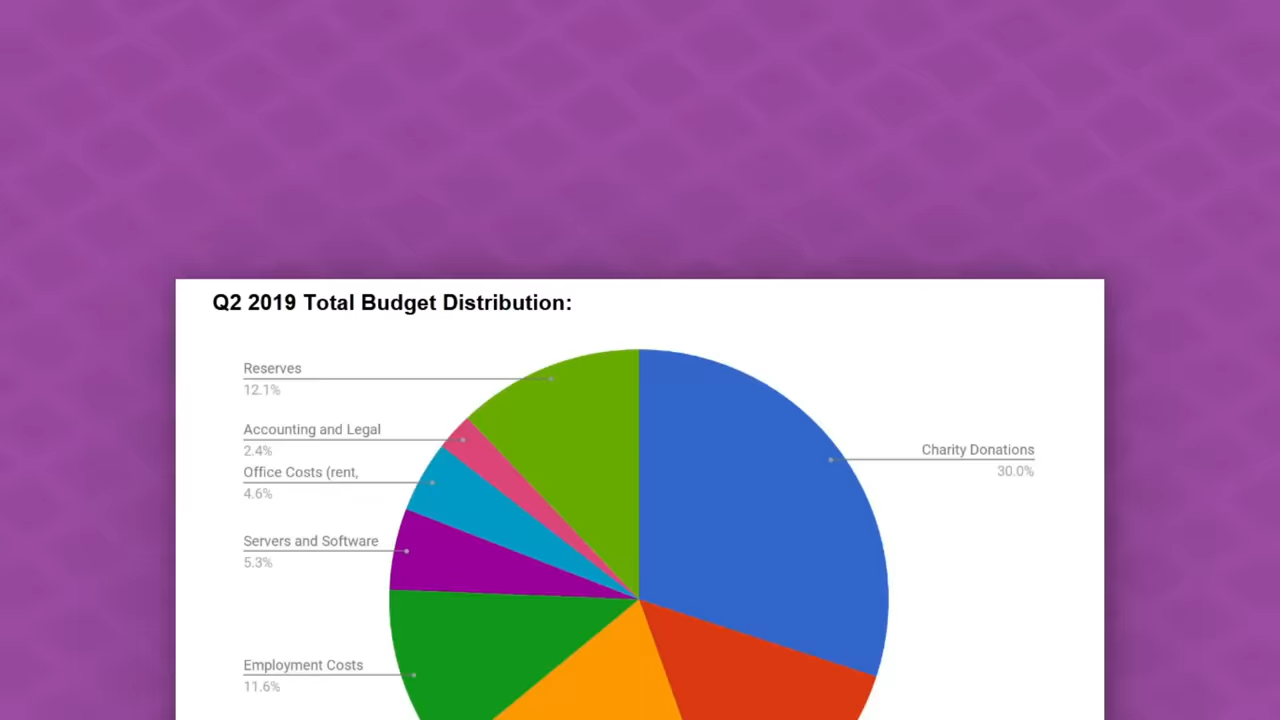 Q2 2019 Total Budget Distribution:
Reserves
12.1%
Accounting and Legal
2.4%
Office Costs (rent,
4.6%
Servers and Software
5.3%
Employment Costs
11.6%
Charity Donations
30.0%